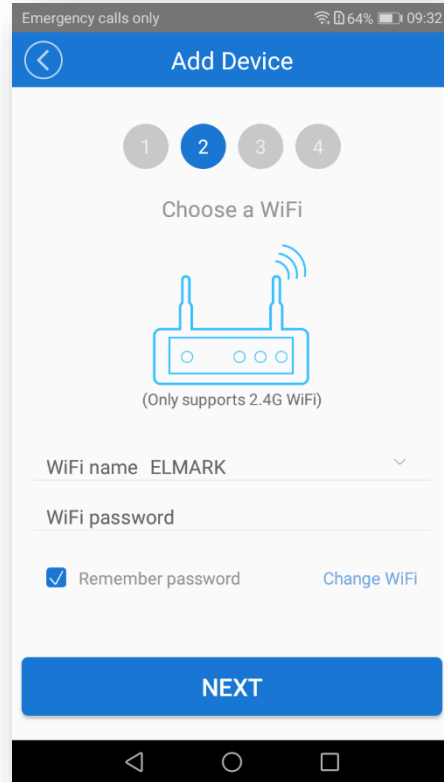 Emergency calls only 64% 09:32
Add Device
1 2 3 4
Choose a WiFi
(Only supports 2.4G WiFi)
WiFi name ELMARK
WiFi password
Remember password Change WiFi
NEXT